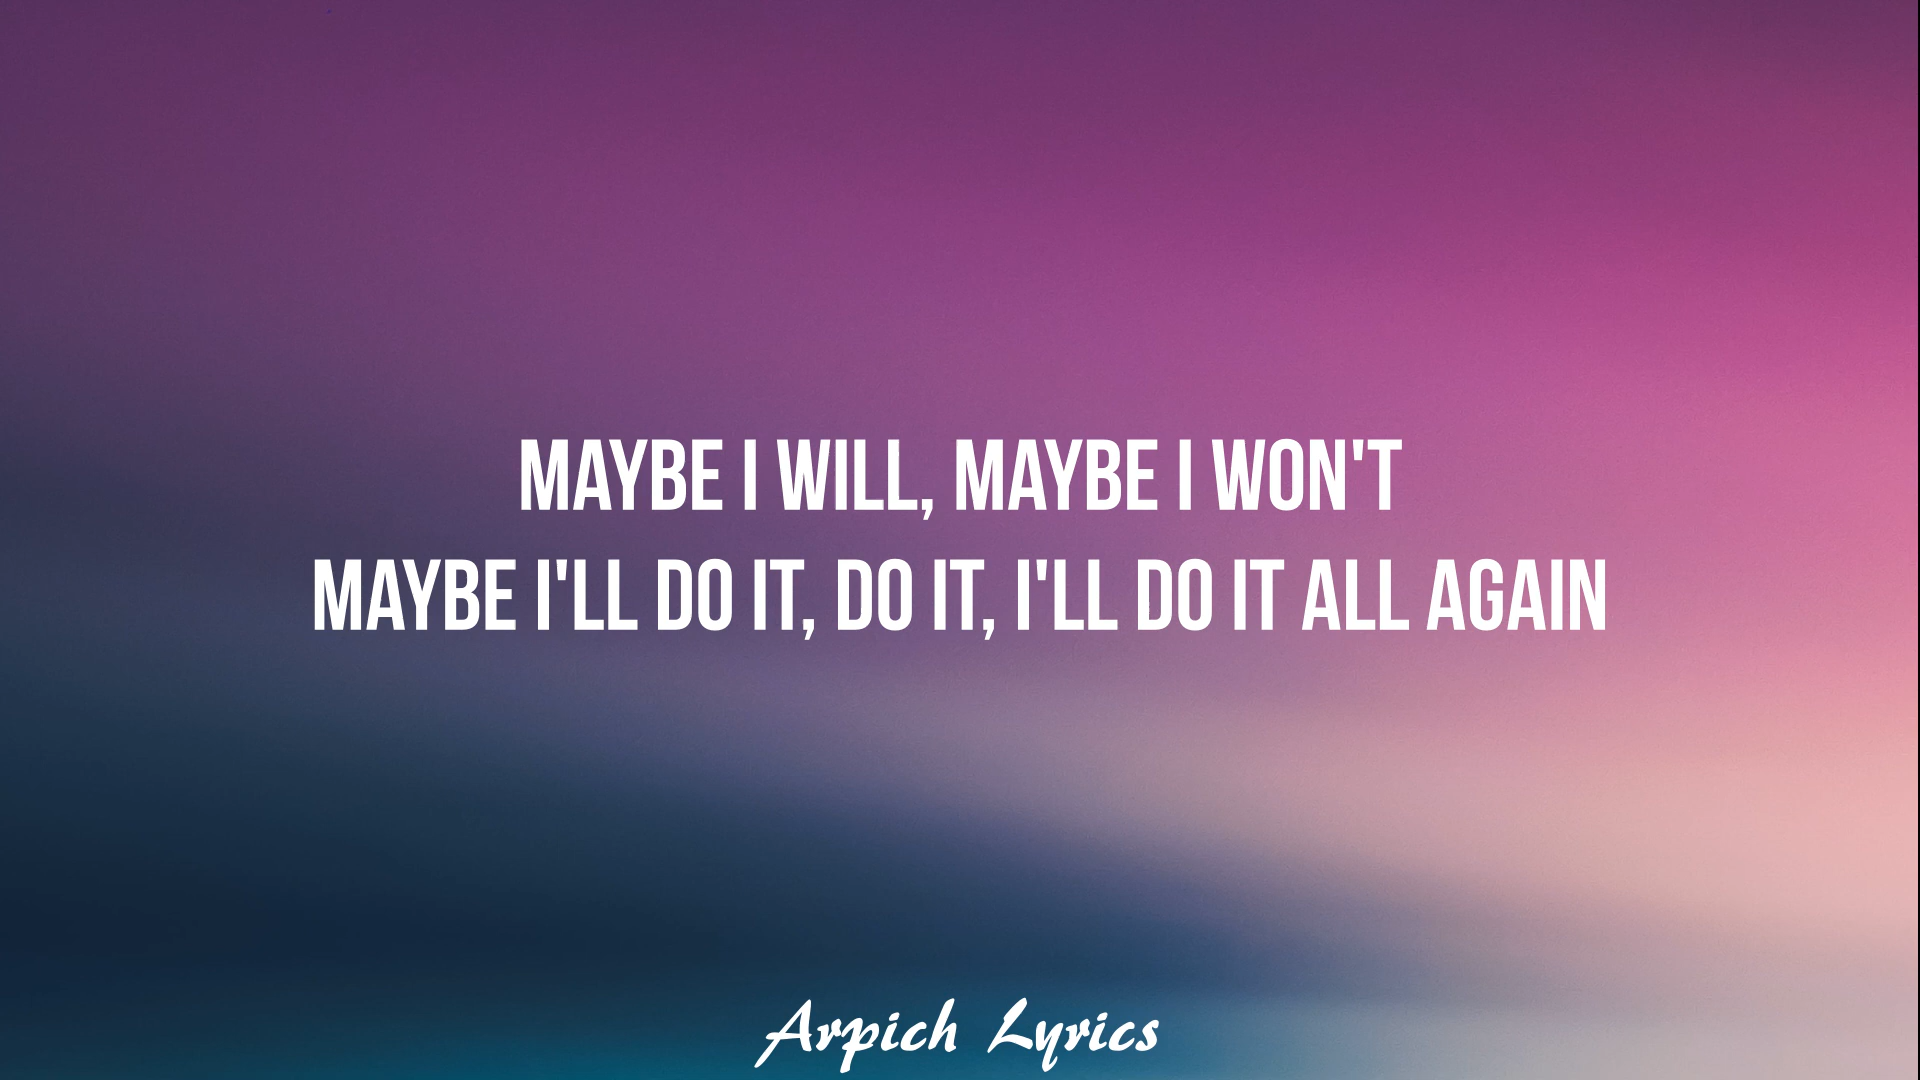 MAYBE I WILL, MAYBE I WON'T
MAYBE I'LL DO IT, DO IT, I'LL DO IT ALL AGAIN
Arpich Lyrics